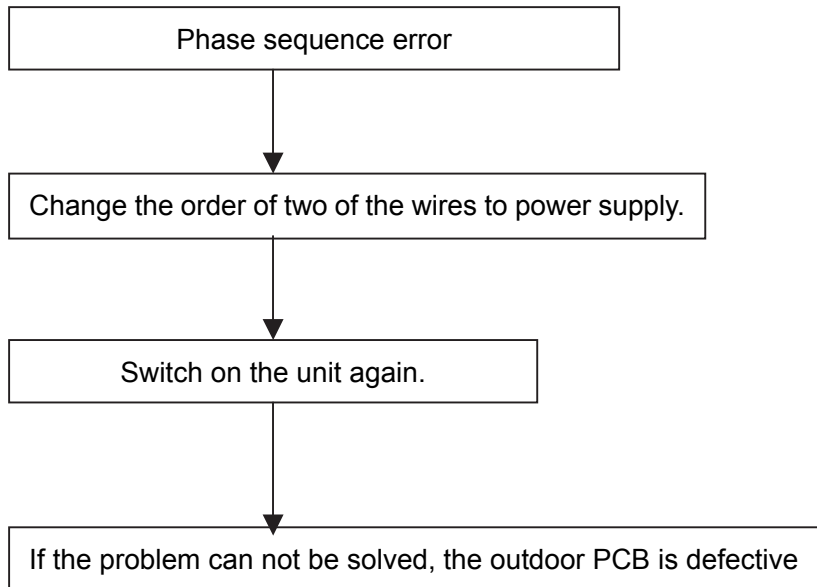 Phase sequence error
Change the order of two of the wires to power supply.
Switch on the unit again.
If the problem can not be solved, the outdoor PCB is defective